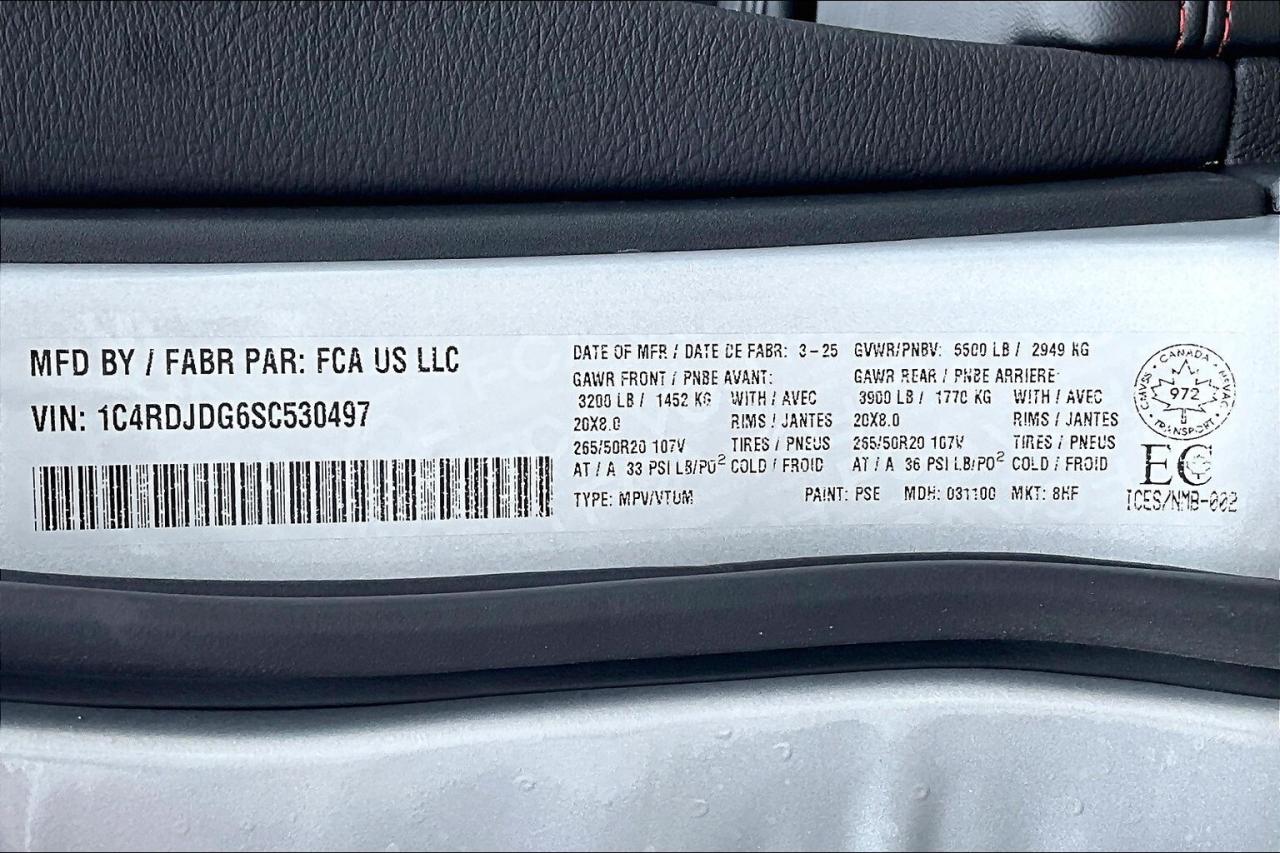 MFD BY / FABR PAR: FCA US LLC
VIN: 1C4RDJDG6SC530497
DATE OF MFR / DATE DE FABR: 3-25 GVWR/PNBV: 6500 LB / 2949 KG
GAWR FRONT / PNBE AVANT: GAWR REAR / PNBE ARRIERE:
3200 LB / 1452 KG WITH / AVEC 3900 LB / 1770 KG WITH / AVEC
20X8.0 RIMS / JANTES 20X8.0 RIMS / JANTES
265/50R20 107V TIRES / PNEUS 265/50R20 107V TIRES / PNEUS
AT / A 33 PSI LB/PO² COLD / FROID AT / A 36 PSI LB/PO² COLD / FROID
TYPE: MPV/VTUM PAINT: PSE MDH: 031100 MKT: 8HF
CANADA
CMVSS 972 NSVAC
TRANSPORT
EC
ICES/NMB-002